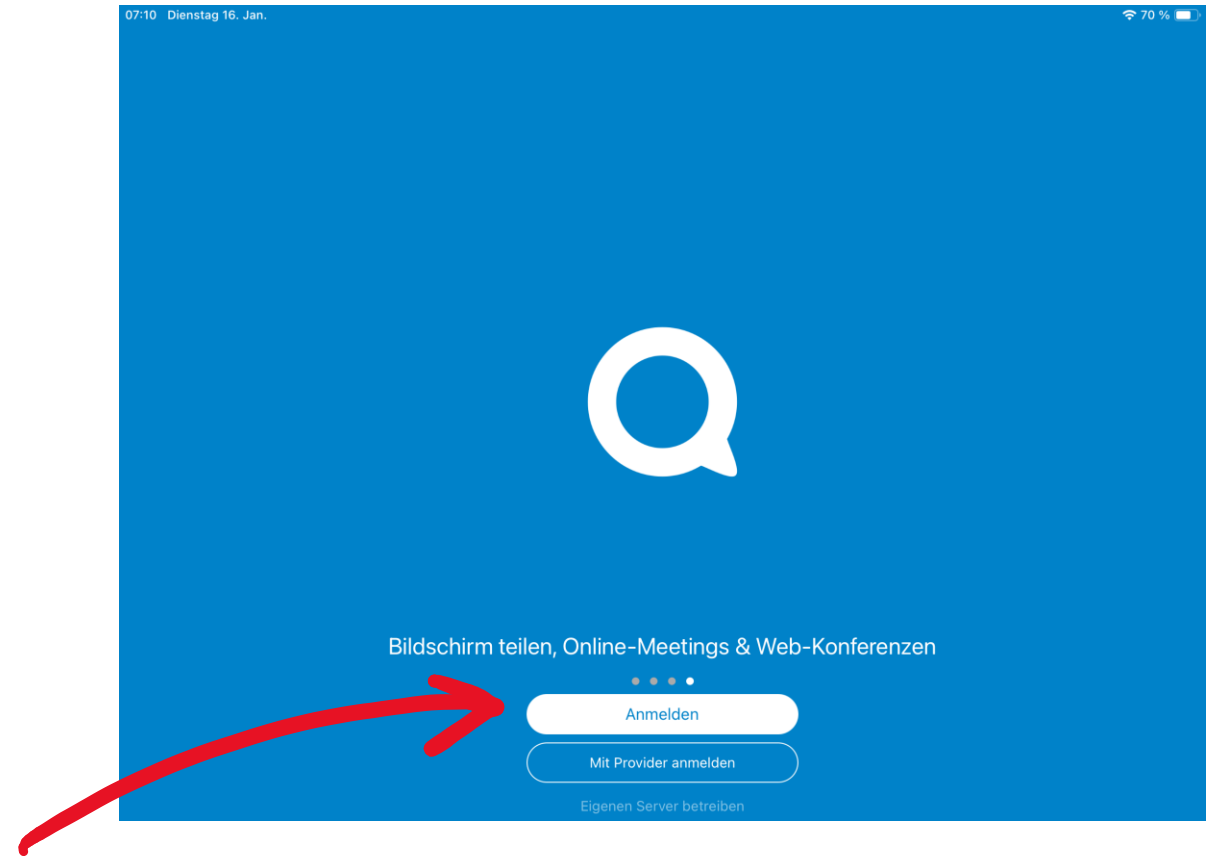 07:10 Dienstag 16. Jan. 70 %
Bildschirm teilen, Online-Meetings & Web-Konferenzen
Anmelden
Mit Provider anmelden
Eigenen Server betreiben